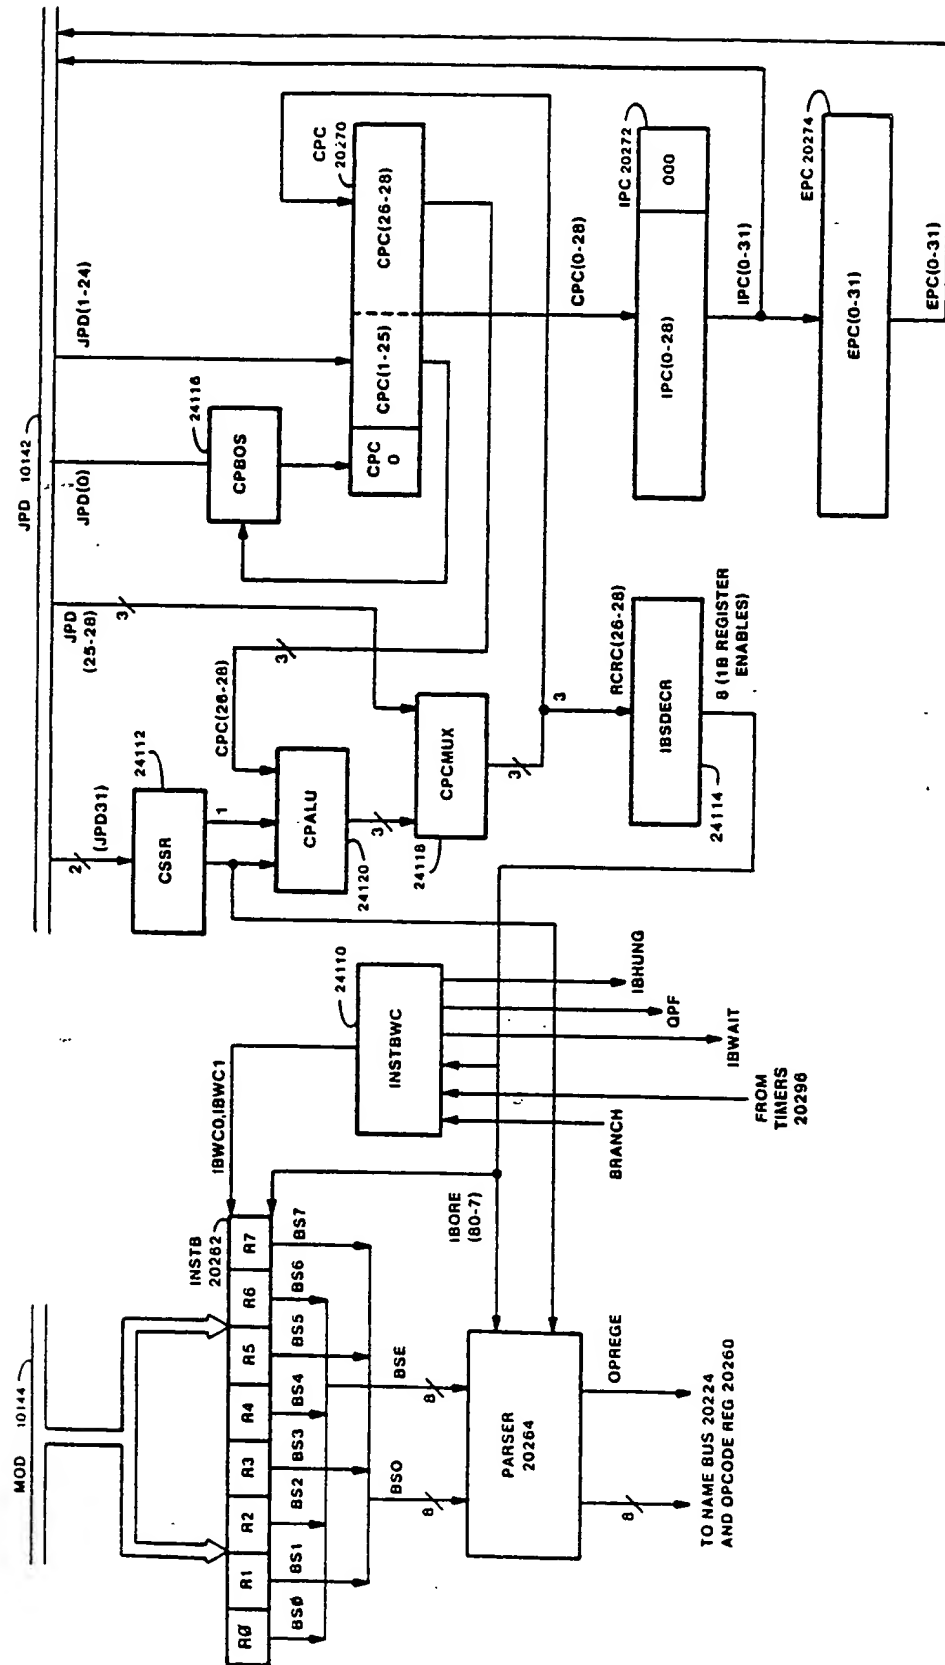 MOD 10144
JPD 10142
INSTB
20262
RØ
R1
R2
R3
R4
R5
R6
R7
BSØ
BS1
BS2
BS3
BS4
BS5
BS6
BS7
BSO
8
BSE
8
PARSER
20264
8
OPREGE
TO NAME BUS 20224
AND OPCODE REG 20260
IBWC0,IBWC1
24110
INSTBWC
IBORE
(80-7)
BRANCH
FROM
TIMERS
20296
IBWAIT
QPF
IBHUNG
2
(JPD31)
24112
CSSR
1
CPC(26-28)
3
CPALU
24120
3
JPD
(25-28)
3
CPCMUX
24118
3
3
RCRC(26-28)
IBSDECR
24114
8 (1B REGISTER
ENABLES)
JPD(0)
24116
CPBOS
JPD(1-24)
CPC
20270
CPC
0
CPC(1-25)
CPC(26-28)
CPC(0-28)
IPC 20272
IPC(0-28)
000
IPC(0-31)
EPC 20274
EPC(0-31)
EPC(0-31)